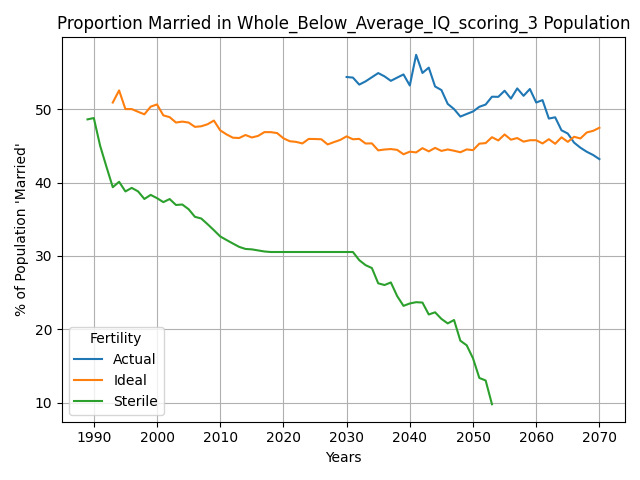 Proportion Married in Whole_Below_Average_IQ_scoring_3 Population
% of Population 'Married'
50
40
30
20
10
Fertility
Actual
Ideal
Sterile
1990 2000 2010 2020 2030 2040 2050 2060 2070
Years